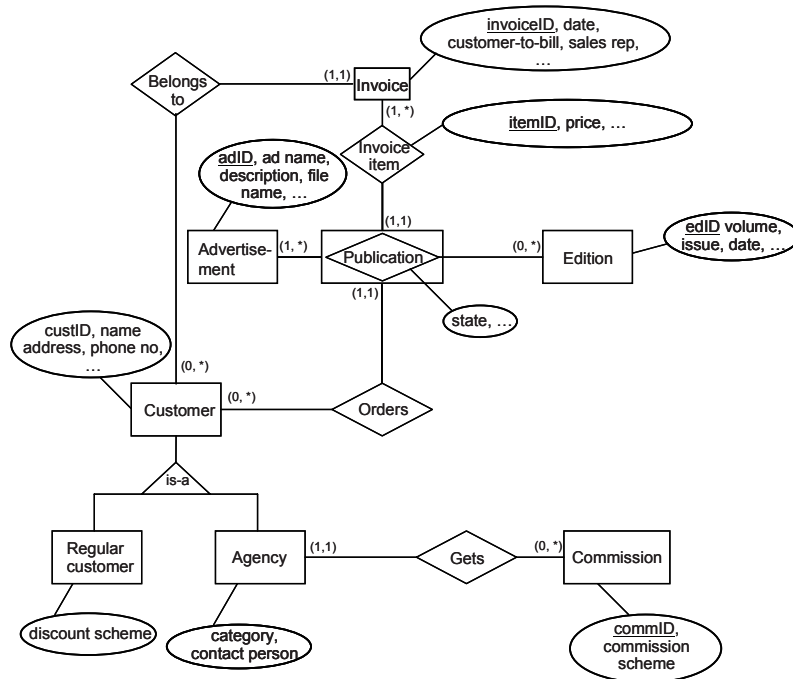 invoiceID, date,
customer-to-bill, sales rep,
…
Belongs
to
(1,1)
Invoice
(1, *)
itemID, price, …
Invoice
item
adID, ad name,
description, file
name, …
(1,1)
Advertise-
ment
(1, *)
Publication
(0, *)
Edition
edID volume,
issue, date, …
(1,1)
state, …
custID, name
address, phone no,
…
(0, *)
Customer
(0, *)
Orders
is-a
Regular
customer
Agency
(1,1)
Gets
(0, *)
Commission
discount scheme
category,
contact person
commID,
commission
scheme